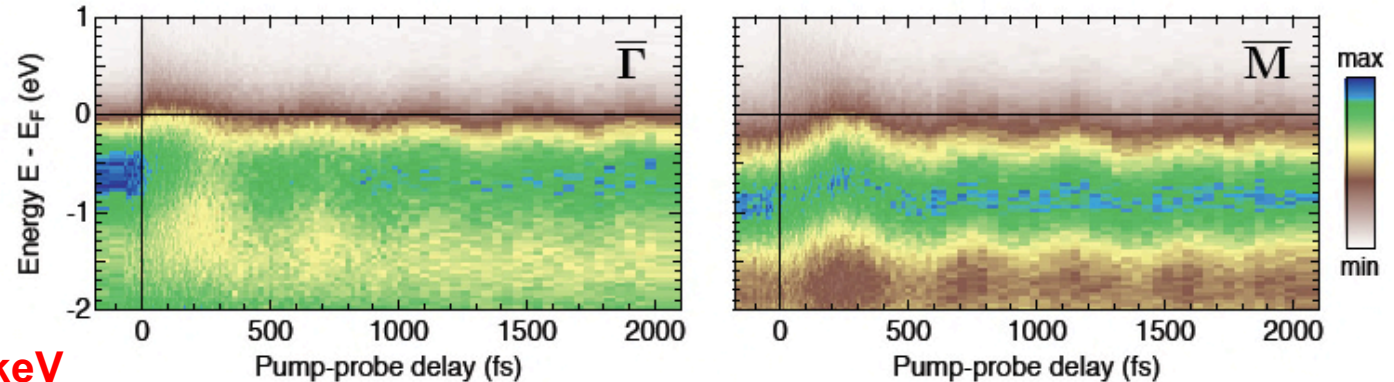 Energy E - E_F (eV)
1
0
-1
-2
Γ̅
0 500 1000 1500 2000
Pump-probe delay (fs)
M̅
0 500 1000 1500 2000
Pump-probe delay (fs)
max
min
keV